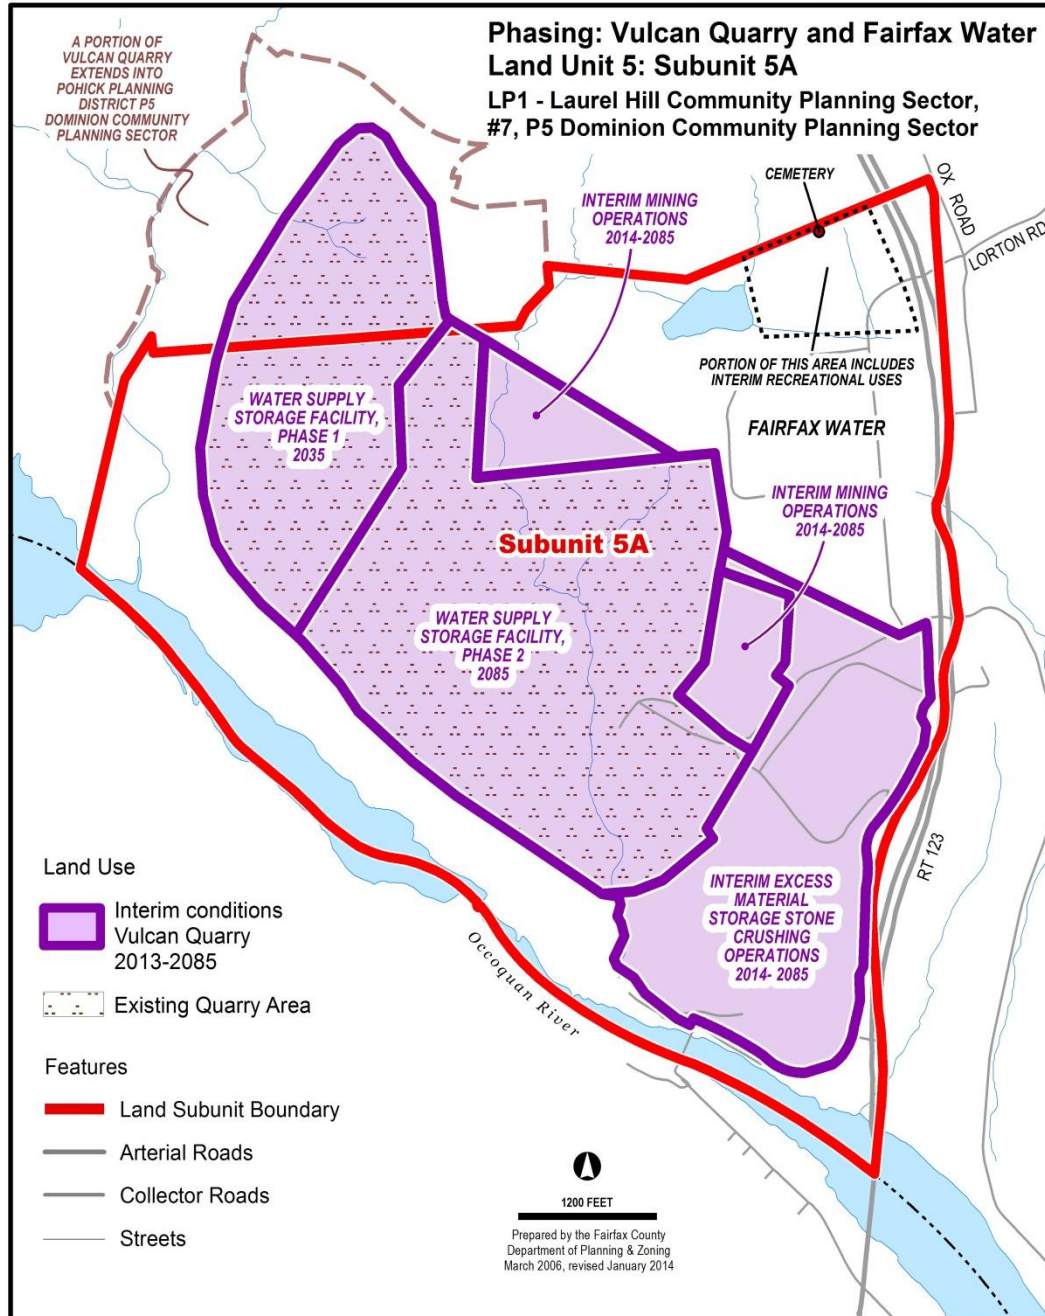 Phasing: Vulcan Quarry and Fairfax Water
Land Unit 5: Subunit 5A
LP1 - Laurel Hill Community Planning Sector,
#7, P5 Dominion Community Planning Sector
A PORTION OF
VULCAN QUARRY
EXTENDS INTO
POHICK PLANNING
DISTRICT P5
DOMINION COMMUNITY
PLANNING SECTOR
CEMETERY
OX ROAD
LORTON RD
INTERIM MINING
OPERATIONS
2014-2085
PORTION OF THIS AREA INCLUDES
INTERIM RECREATIONAL USES
FAIRFAX WATER
WATER SUPPLY
STORAGE FACILITY,
PHASE 1
2035
INTERIM MINING
OPERATIONS
2014-2085
Subunit 5A
WATER SUPPLY
STORAGE FACILITY,
PHASE 2
2085
RT 123
INTERIM EXCESS
MATERIAL
STORAGE STONE
CRUSHING
OPERATIONS
2014- 2085
Occoquan River
Land Use
Interim conditions
Vulcan Quarry
2013-2085
Existing Quarry Area
Features
Land Subunit Boundary
Arterial Roads
Collector Roads
Streets
1200 FEET
Prepared by the Fairfax County
Department of Planning & Zoning
March 2006, revised January 2014